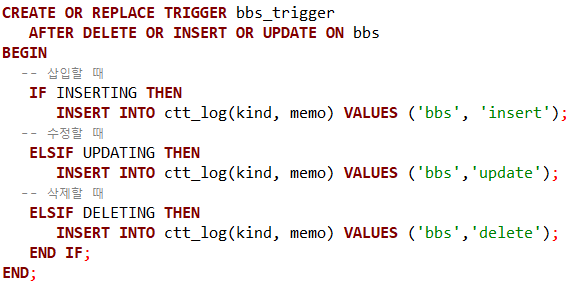 CREATE OR REPLACE TRIGGER bbs_trigger
AFTER DELETE OR INSERT OR UPDATE ON bbs
BEGIN
-- 삽입할 때
IF INSERTING THEN
INSERT INTO ctt_log(kind, memo) VALUES ('bbs', 'insert');
-- 수정할 때
ELSIF UPDATING THEN
INSERT INTO ctt_log(kind, memo) VALUES ('bbs','update');
-- 삭제할 때
ELSIF DELETING THEN
INSERT INTO ctt_log(kind, memo) VALUES ('bbs','delete');
END IF;
END;